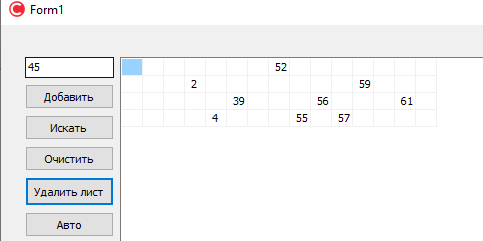 Form1
45
Добавить
Искать
Очистить
Удалить лист
Авто
52
2 59
39 56 61
4 55 57